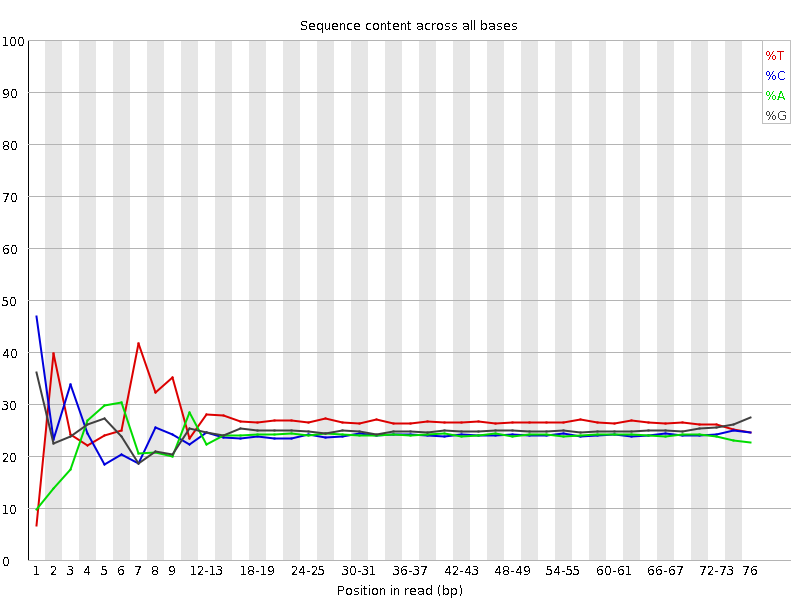 Sequence content across all bases
100
90
80
70
60
50
40
30
20
10
0
%T
%C
%A
%G
1 2 3 4 5 6 7 8 9 12-13 18-19 24-25 30-31 36-37 42-43 48-49 54-55 60-61 66-67 72-73 76
Position in read (bp)